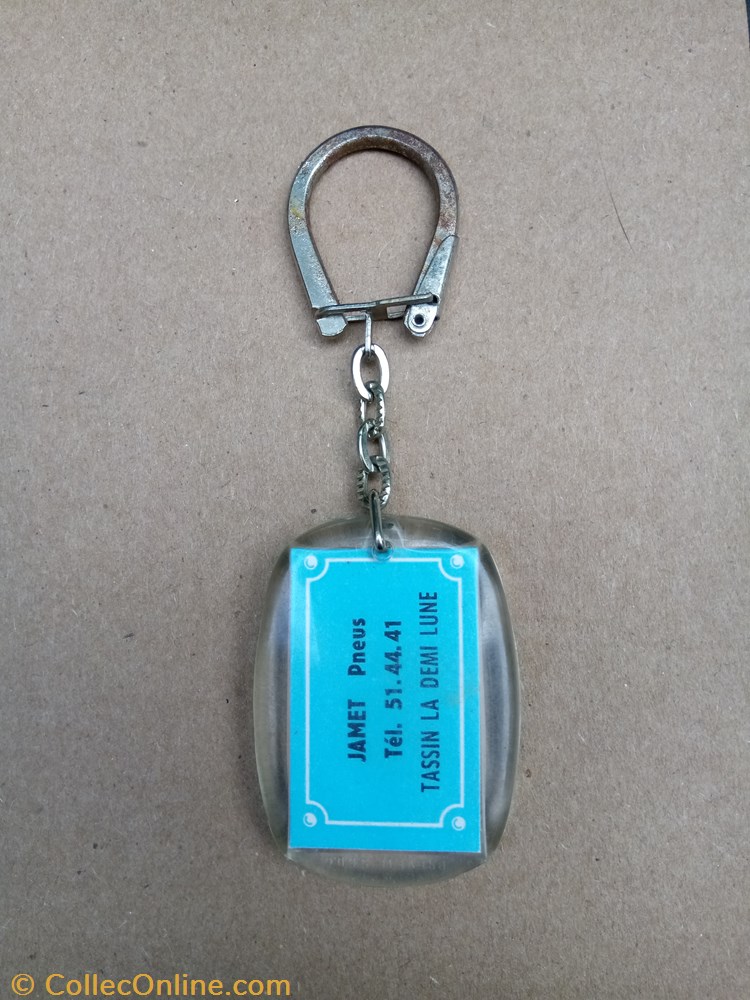 JAMET Pneus
Tél. 51.44.41
TASSIN LA DEMI LUNE
© CollecOnline.com